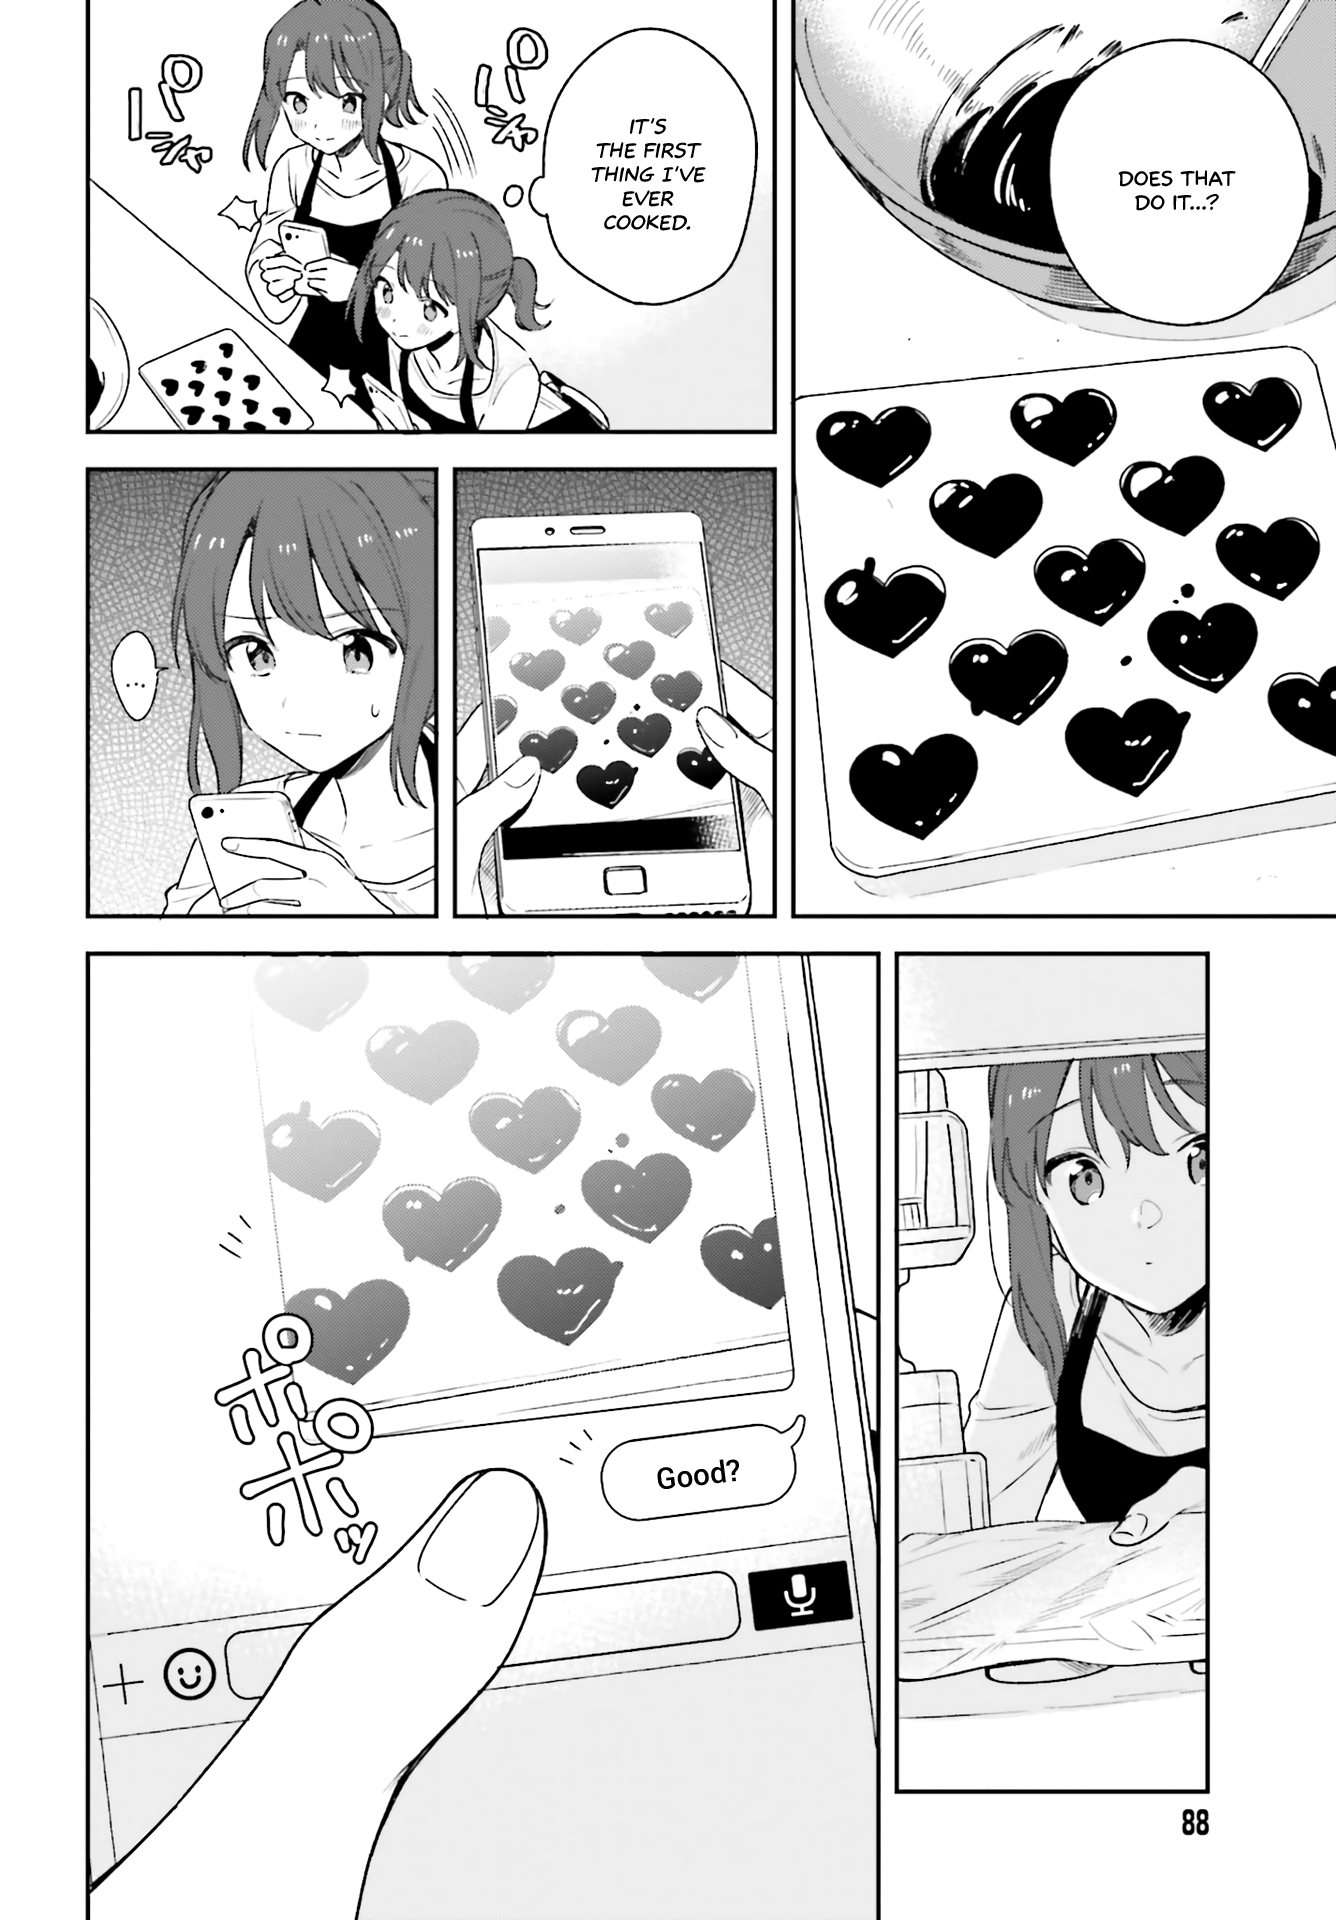 DOES THAT
DO IT...?
IT'S
THE FIRST
THING I'VE
EVER
COOKED.
パシャ
パシャ
...
Good?
ポポポッ
88